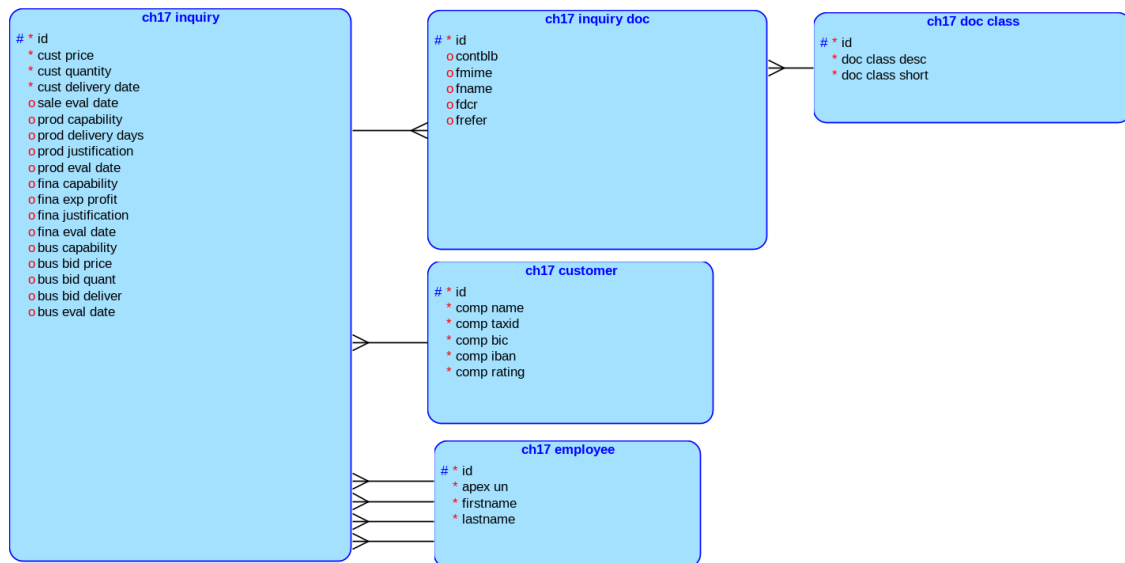 ch17 inquiry
# * id
* cust price
* cust quantity
* cust delivery date
o sale eval date
o prod capability
o prod delivery days
o prod justification
o prod eval date
o fina capability
o fina exp profit
o fina justification
o fina eval date
o bus capability
o bus bid price
o bus bid quant
o bus bid deliver
o bus eval date
ch17 inquiry doc
# * id
o contblb
o fmime
o fname
o fdcr
o frefer
ch17 doc class
# * id
* doc class desc
* doc class short
ch17 customer
# * id
* comp name
* comp taxid
* comp bic
* comp iban
* comp rating
ch17 employee
# * id
* apex un
* firstname
* lastname